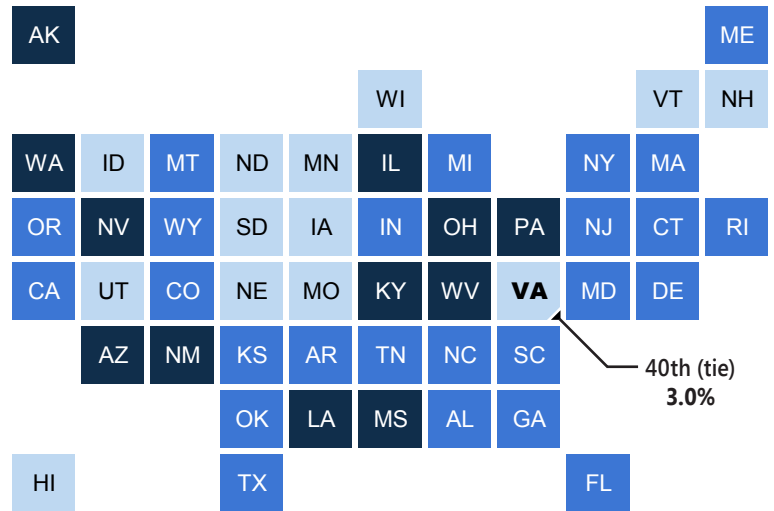 AK ME
WI VT NH
WA ID MT ND MN IL MI NY MA
OR NV WY SD IA IN OH PA NJ CT RI
CA UT CO NE MO KY WV VA MD DE
AZ NM KS AR TN NC SC
40th (tie)
3.0%
OK LA MS AL GA
HI TX FL